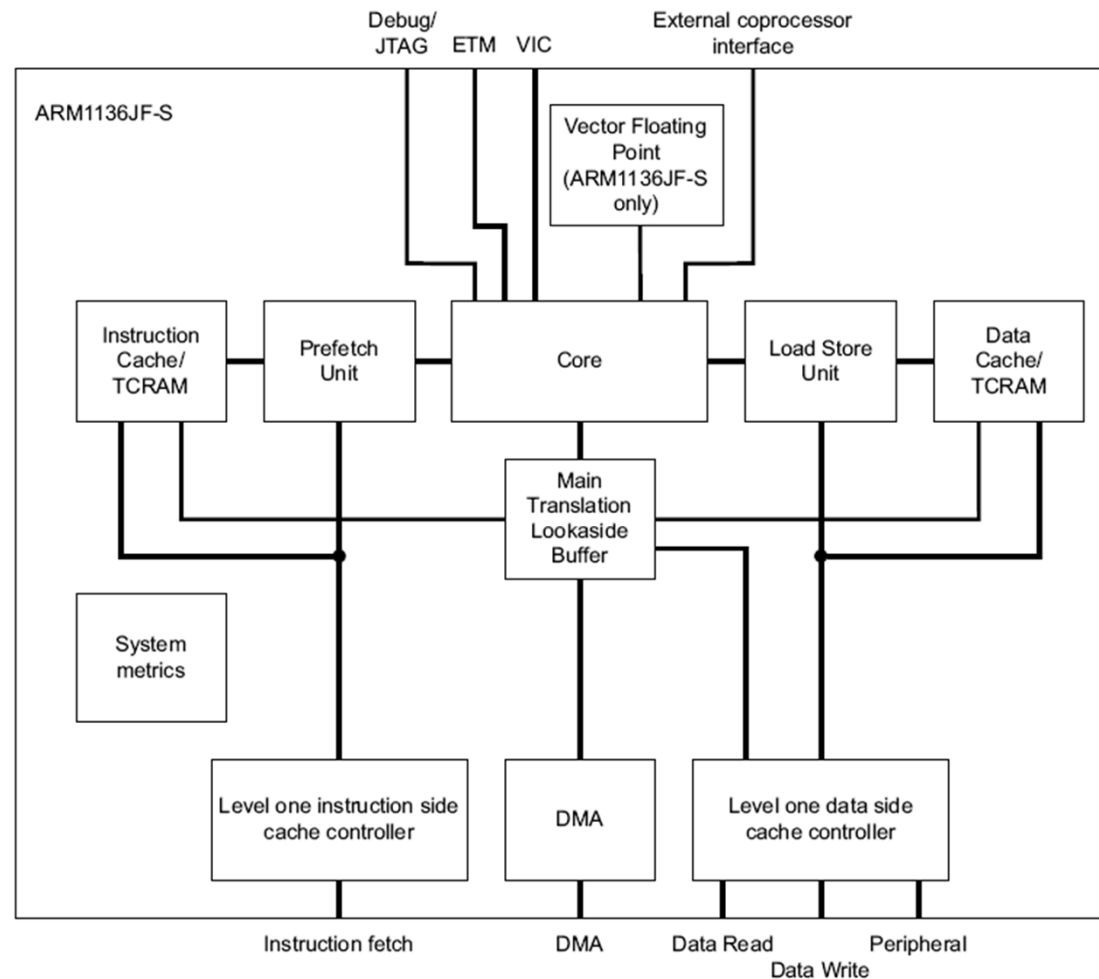 Debug/
JTAG
ETM
VIC
External coprocessor
interface
ARM1136JF-S
Vector Floating
Point
(ARM1136JF-S
only)
Instruction
Cache/
TCRAM
Prefetch
Unit
Core
Load Store
Unit
Data
Cache/
TCRAM
Main
Translation
Lookaside
Buffer
System
metrics
Level one instruction side
cache controller
DMA
Level one data side
cache controller
Instruction fetch
DMA
Data Read
Data Write
Peripheral